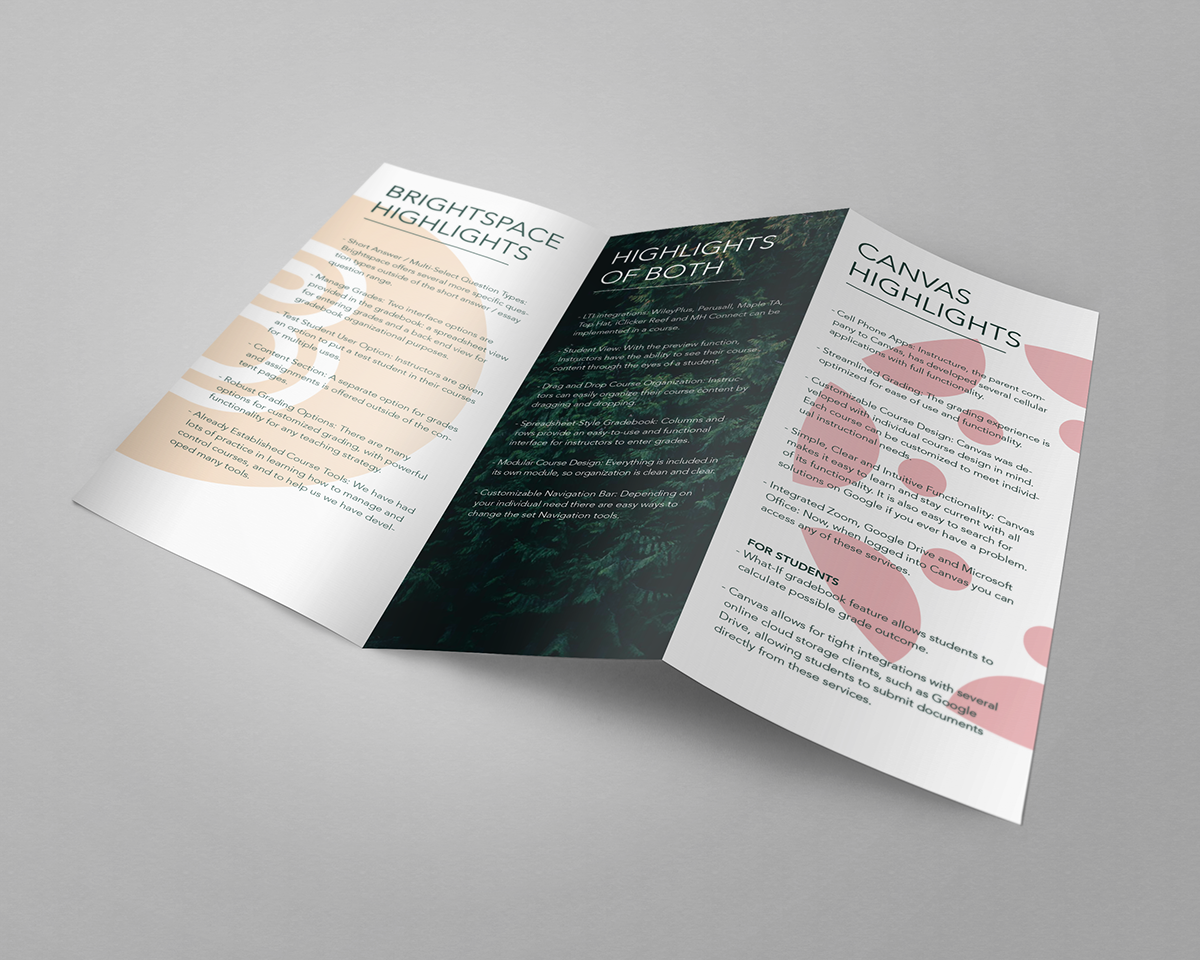 BRIGHTSPACE
HIGHLIGHTS
- Short Answer / Multi-Select Question Types:
Brightspace offers several more specific ques-
tion types outside of the short answer / essay
question range.
- Manage Grades: Two interface options are
provided in the gradebook: a spreadsheet view
for entering grades and a back end view for
gradebook organizational purposes.
- Test Student User Option: Instructors are given
an option to put a test student in their courses
for multiple uses.
- Content Section: A separate option for grades
and assignments is offered outside of the con-
tent pages.
- Robust Grading Options: There are many
options for customized grading, with powerful
functionality for any teaching strategy.
- Already Established Course Tools: We have had
lots of practice in learning how to manage and
control courses, and to help us we have devel-
oped many tools.
HIGHLIGHTS
OF BOTH
- LTI integrations: WileyPlus, Perusall, Maple TA,
Top Hat, iClicker Reef and MH Connect can be
implemented in a course.
- Student View: With the preview function,
Instructors have the ability to see their course
content through the eyes of a student.
- Drag and Drop Course Organization: Instruc-
tors can easily organize their course content by
dragging and dropping.
- Spreadsheet-Style Gradebook: Columns and
rows provide an easy-to-use and functional
interface for instructors to enter grades.
- Modular Course Design: Everything is included in
its own module, so organization is clean and clear.
- Customizable Navigation Bar: Depending on
your individual need there are easy ways to
change the set Navigation tools.
CANVAS
HIGHLIGHTS
- Cell Phone Apps: Instructure, the parent com-
pany to Canvas, has developed several cellular
applications with full functionality.
- Streamlined Grading: The grading experience is
optimized for ease of use and functionality.
- Customizable Course Design: Canvas was de-
veloped with individual course design in mind.
Each course can be customized to meet individ-
ual instructional needs.
- Simple, Clear and Intuitive Functionality: Canvas
makes it easy to learn and stay current with all
of its functionality. It is also easy to search for
solutions on Google if you ever have a problem.
- Integrated Zoom, Google Drive and Microsoft
Office: Now, when logged into Canvas you can
access any of these services.
FOR STUDENTS
- What-If gradebook feature allows students to
calculate possible grade outcome.
- Canvas allows for tight integrations with several
online cloud storage clients, such as Google
Drive, allowing students to submit documents
directly from these services.